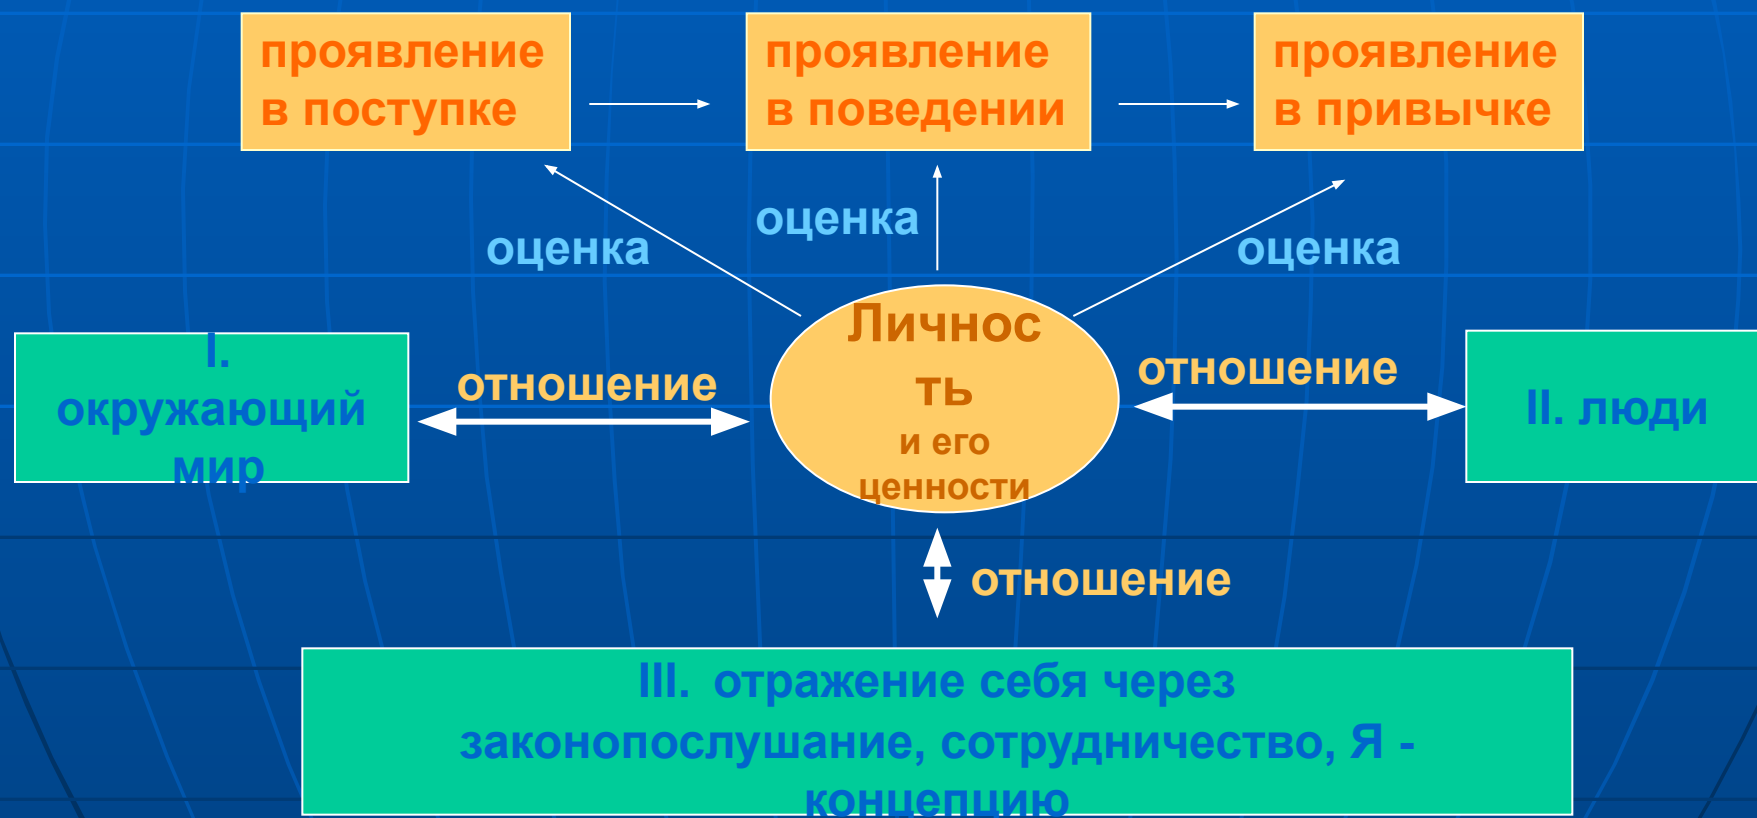 проявление
в поступке
проявление
в поведении
проявление
в привычке
оценка
оценка
оценка
I.
окружающий
мир
отношение
Личнос
ть
и его
ценности
отношение
II. люди
отношение
III. отражение себя через
законопослушание, сотрудничество, Я -
концепцию